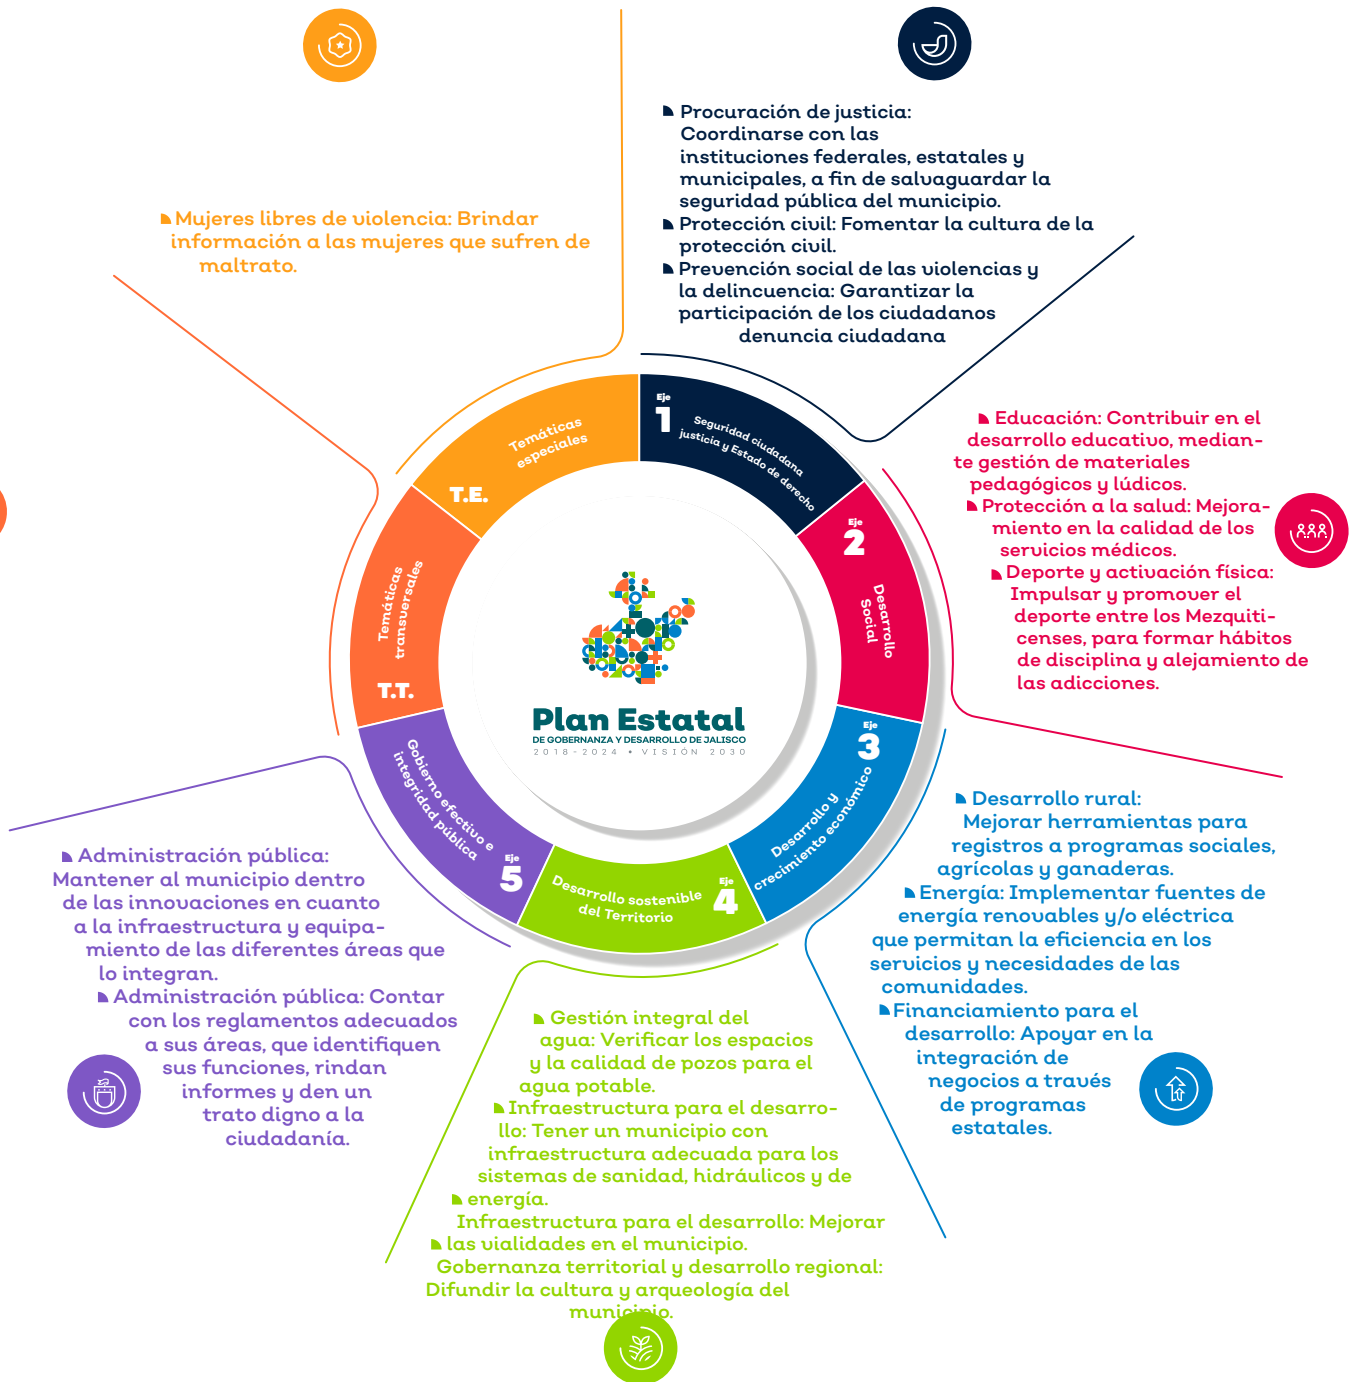 Procuración de justicia:
Coordinarse con las
instituciones federales, estatales y
municipales, a fin de salvaguardar la
seguridad pública del municipio.
Protección civil: Fomentar la cultura de la
protección civil.
Prevención social de las violencias y
la delincuencia: Garantizar la
participación de los ciudadanos
denuncia ciudadana
Mujeres libres de violencia: Brindar
información a las mujeres que sufren de
maltrato.
Educación: Contribuir en el
desarrollo educativo, median-
te gestión de materiales
pedagógicos y lúdicos.
Protección a la salud: Mejora-
miento en la calidad de los
servicios médicos.
Deporte y activación física:
Impulsar y promover el
deporte entre los Mezquiti-
censes, para formar hábitos
de disciplina y alejamiento de
las adicciones.
Eje
1
Seguridad ciudadana
justicia y Estado de derecho
Eje
2
Desarrollo
Social
Eje
3
Desarrollo y
crecimiento económico
Eje
4
Desarrollo sostenible
del Territorio
Eje
5
Gobierno efectivo e
integridad pública
T.T.
Temáticas
transversales
T.E.
Temáticas
especiales
Plan Estatal
DE GOBERNANZA Y DESARROLLO DE JALISCO
2018-2024 • VISIÓN 2030
Desarrollo rural:
Mejorar herramientas para
registros a programas sociales,
agrícolas y ganaderas.
Energía: Implementar fuentes de
energía renovables y/o eléctrica
que permitan la eficiencia en los
servicios y necesidades de las
comunidades.
Financiamiento para el
desarrollo: Apoyar en la
integración de
negocios a través
de programas
estatales.
Administración pública:
Mantener al municipio dentro
de las innovaciones en cuanto
a la infraestructura y equipa-
miento de las diferentes áreas que
lo integran.
Administración pública: Contar
con los reglamentos adecuados
a sus áreas, que identifiquen
sus funciones, rindan
informes y den un
trato digno a la
ciudadanía.
Gestión integral del
agua: Verificar los espacios
y la calidad de pozos para el
agua potable.
Infraestructura para el desarro-
llo: Tener un municipio con
infraestructura adecuada para los
sistemas de sanidad, hidráulicos y de
energía.
Infraestructura para el desarrollo: Mejorar
las vialidades en el municipio.
Gobernanza territorial y desarrollo regional:
Difundir la cultura y arqueología del
municipio.